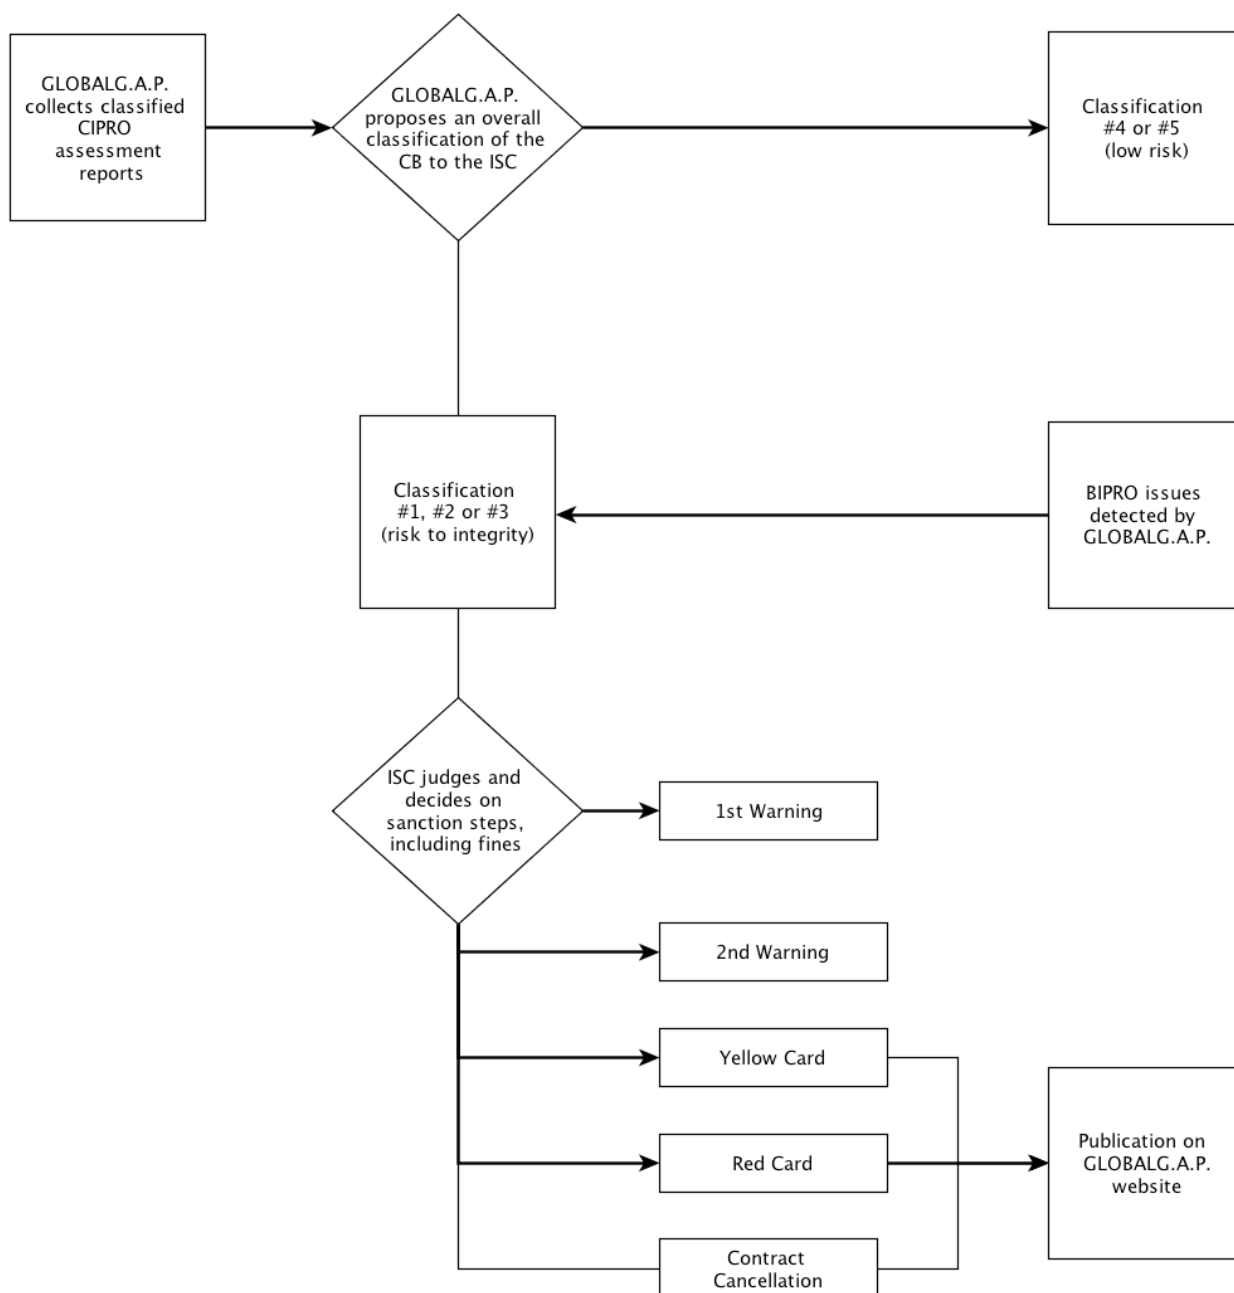 GLOBALG.A.P.
collects classified
CIPRO
assessment
reports
GLOBALG.A.P.
proposes an overall
classification of the
CB to the ISC
Classification
#4 or #5
(low risk)
Classification
#1, #2 or #3
(risk to integrity)
BIPRO issues
detected by
GLOBALG.A.P.
ISC judges and
decides on
sanction steps,
including fines
1st Warning
2nd Warning
Yellow Card
Red Card
Publication on
GLOBALG.A.P.
website
Contract
Cancellation